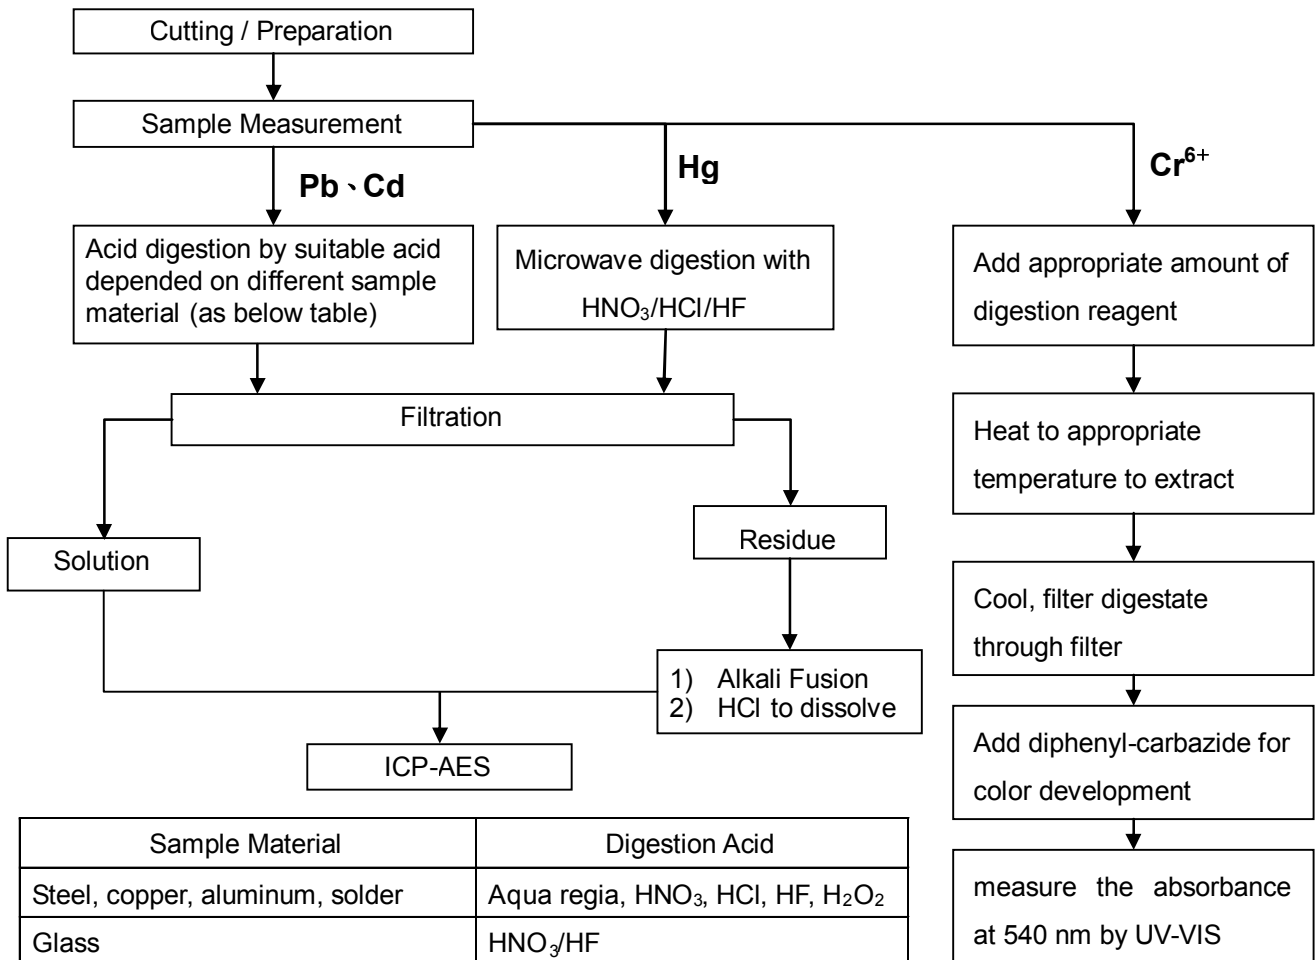 Cutting / Preparation
Sample Measurement
Pb、Cd
Hg
Cr⁶⁺
Acid digestion by suitable acid
depended on different sample
material (as below table)
Microwave digestion with
HNO₃/HCl/HF
Add appropriate amount of
digestion reagent
Filtration
Heat to appropriate
temperature to extract
Solution
Residue
Cool, filter digestate
through filter
1) Alkali Fusion
2) HCl to dissolve
ICP-AES
Add diphenyl-carbazide for
color development
measure the absorbance
at 540 nm by UV-VIS
Sample Material Digestion Acid
Steel, copper, aluminum, solder Aqua regia, HNO₃, HCl, HF, H₂O₂
Glass HNO₃/HF